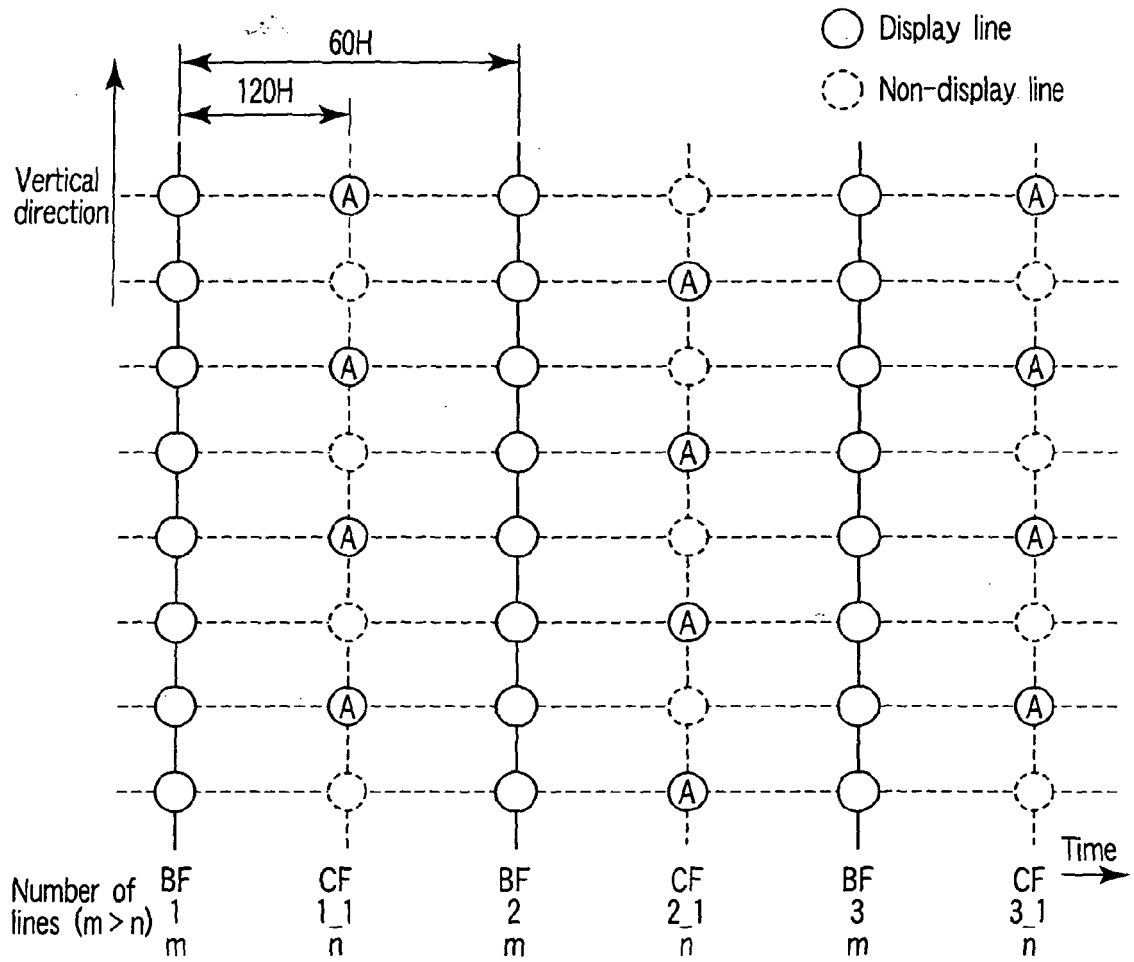 60H
Display line
120H
Non-display line
Vertical
direction
A A
A
A A
A
A A
A
A A
A
Time
BF CF BF CF BF CF
Number of
lines (m > n)
1 1_1 2 2_1 3 3_1
m n m n m n